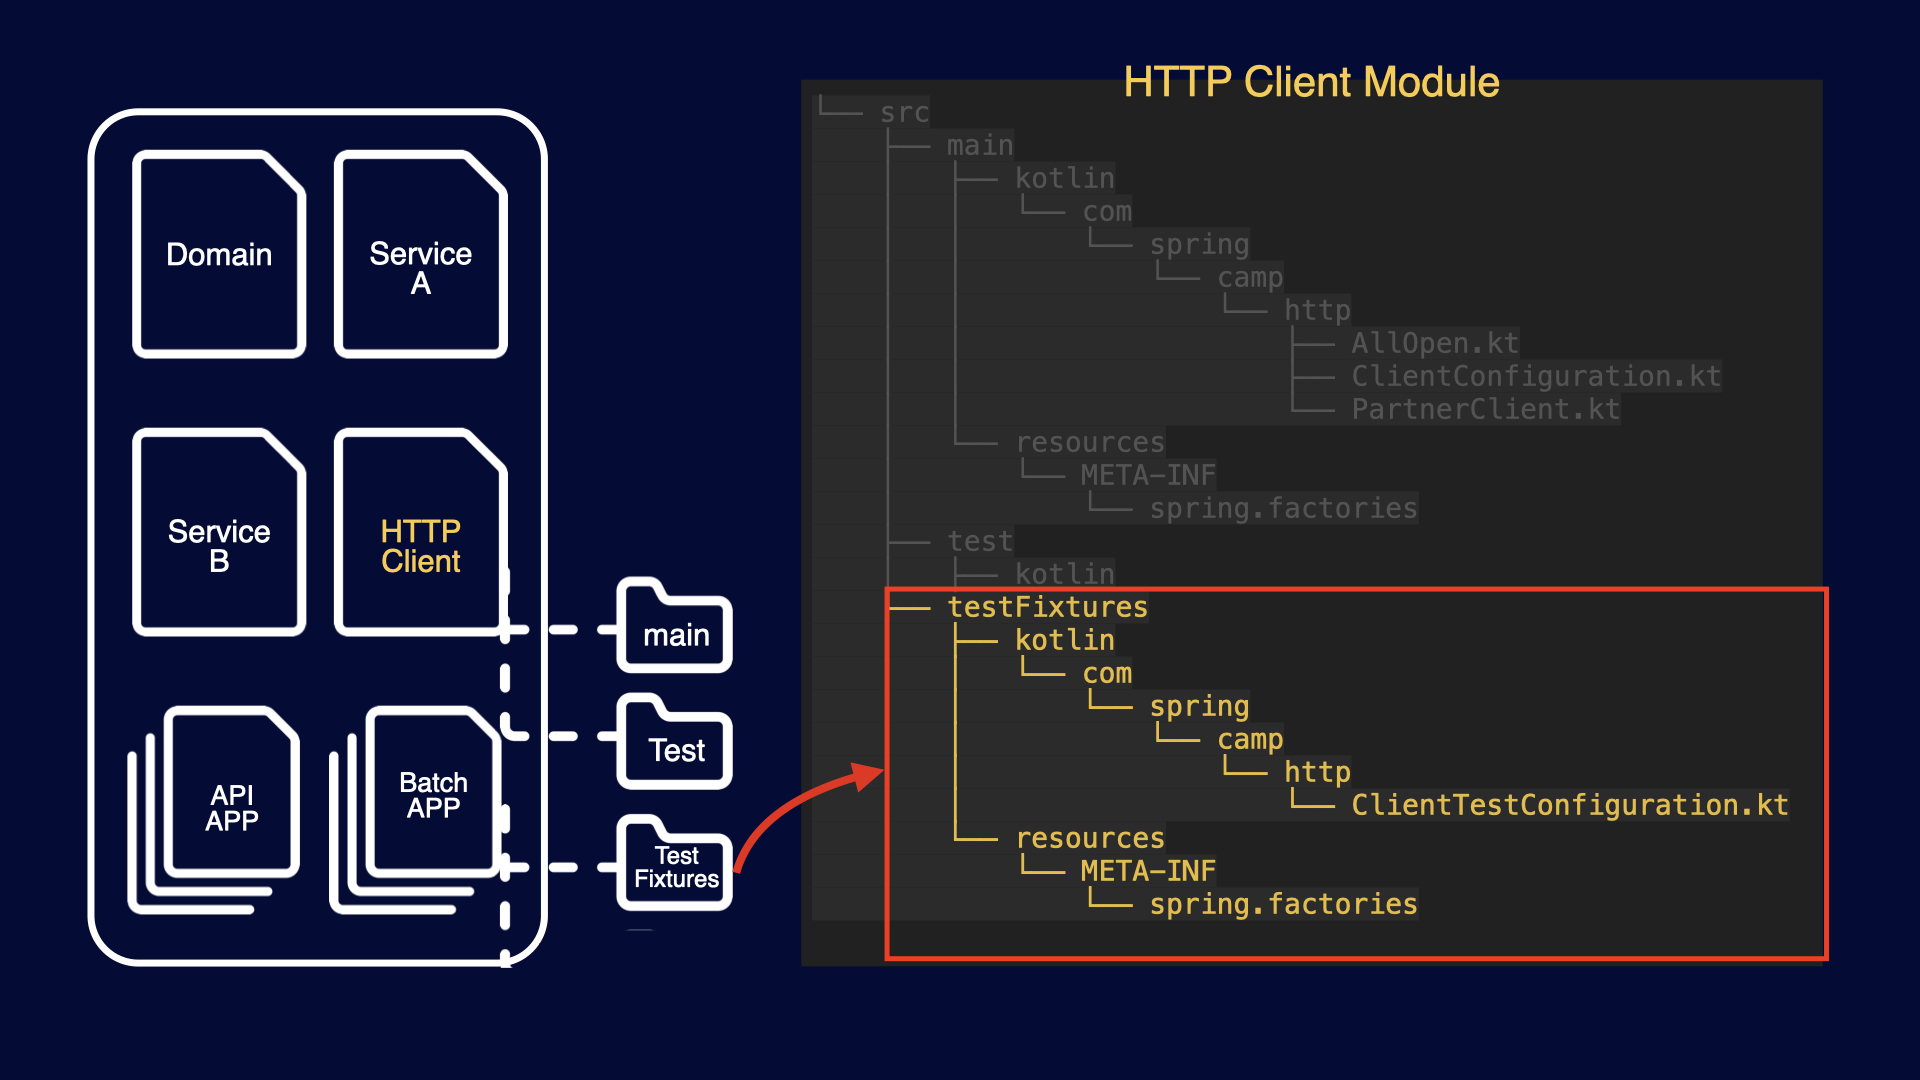 Domain
Service
A
Service
B
HTTP
Client
API
APP
Batch
APP
main
Test
Test
Fixtures
HTTP Client Module
└── src
├── main
├── kotlin
└── com
└── spring
└── camp
└── http
├── AllOpen.kt
├── ClientConfiguration.kt
└── PartnerClient.kt
└── resources
└── META-INF
└── spring.factories
├── test
├── kotlin
├── testFixtures
├── kotlin
└── com
└── spring
└── camp
└── http
└── ClientTestConfiguration.kt
└── resources
└── META-INF
└── spring.factories